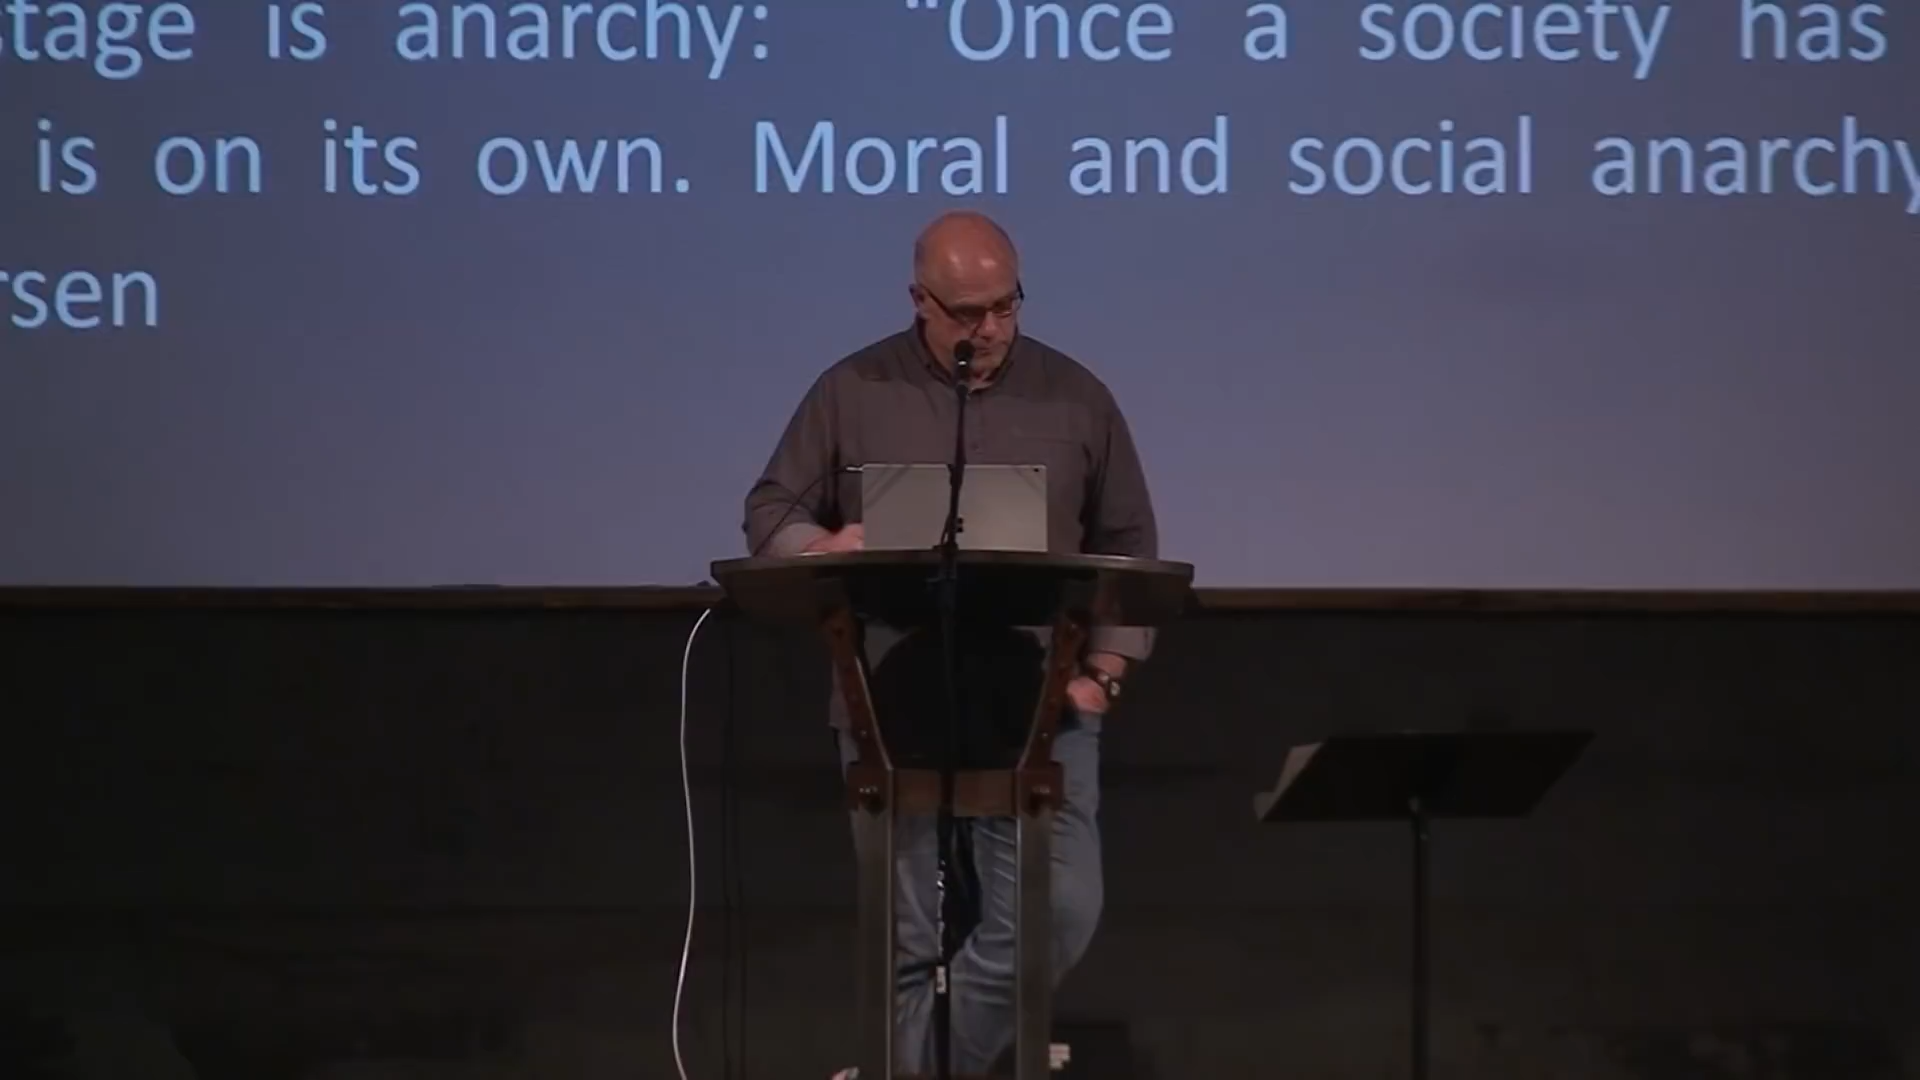 stage is anarchy: "Once a society has
is on its own. Moral and social anarchy
rsen